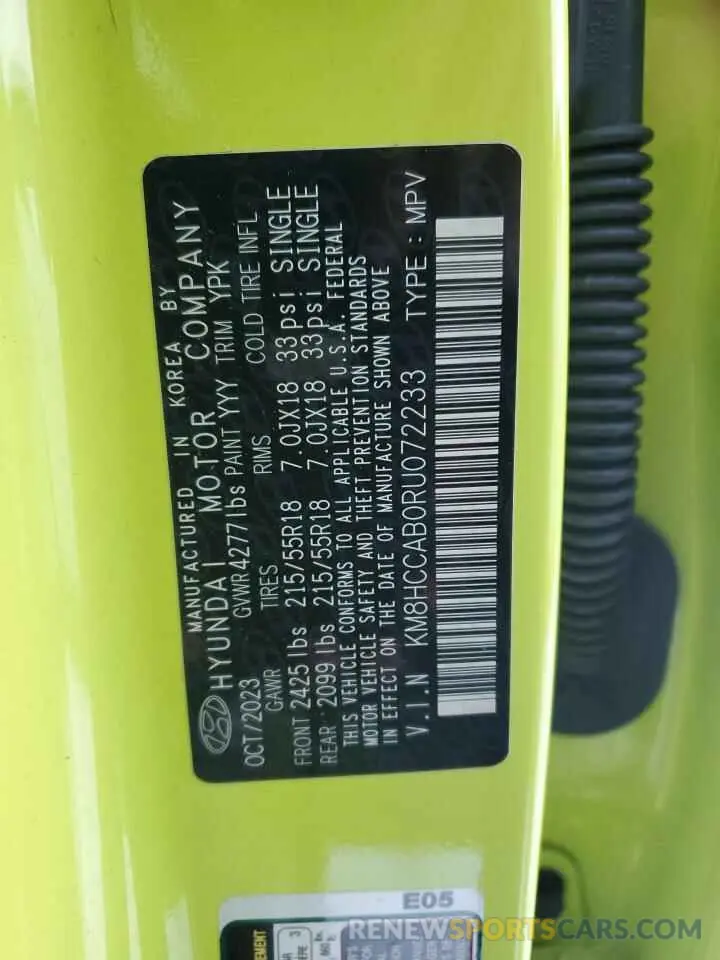 MANUFACTURED IN KOREA BY
HYUNDAI MOTOR COMPANY
OCT/2023 GVWR 4277lbs PAINT YYY TRIM YPK
GAWR TIRES RIMS COLD TIRE INFL
FRONT 2425lbs 215/55R18 7.0JX18 33psi SINGLE
REAR 2099lbs 215/55R18 7.0JX18 33psi SINGLE
THIS VEHICLE CONFORMS TO ALL APPLICABLE U.S.A. FEDERAL
MOTOR VEHICLE SAFETY AND THEFT PREVENTION STANDARDS
IN EFFECT ON THE DATE OF MANUFACTURE SHOWN ABOVE
V.I.N KM8HCCAB0RU072233 TYPE : MPV
E05
RENEWSPORTSCARS.COM